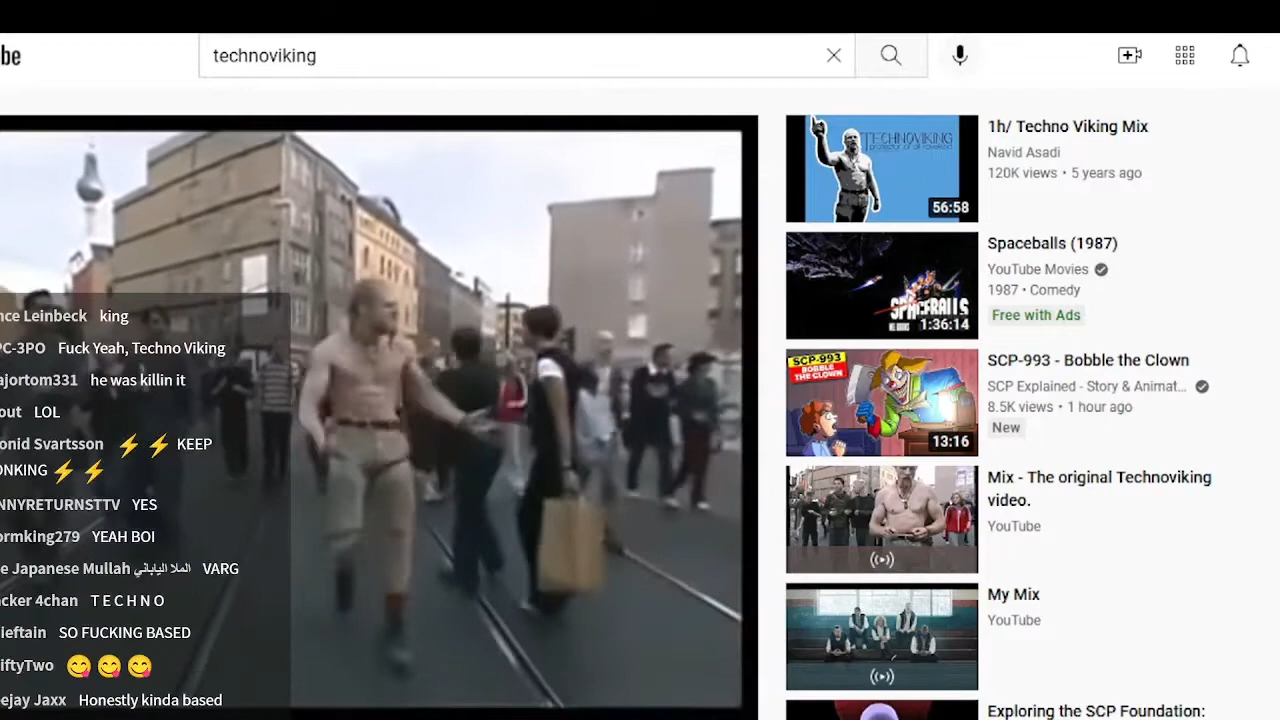 be
technoviking
1h/ Techno Viking Mix
Navid Asadi
120K views • 5 years ago
TECHNOVIKING
56:58
Spaceballs (1987)
YouTube Movies
1987 • Comedy
Free with Ads
SPACEBALLS
1:36:14
SCP-993 - Bobble the Clown
SCP Explained - Story & Animat...
8.5K views • 1 hour ago
New
SCP-993
BOBBLE
THE CLOWN
13:16
Mix - The original Technoviking
video.
YouTube
My Mix
YouTube
Exploring the SCP Foundation:
nce Leinbeck king
PC-3PO Fuck Yeah, Techno Viking
ajortom331 he was killin it
out LOL
onid Svartsson ⚡ ⚡ KEEP
ONKING ⚡ ⚡
NNYRETURNSTTV YES
ormking279 YEAH BOI
e Japanese Mullah الملا الياباني VARG
cker 4chan T E C H N O
ieftain SO FUCKING BASED
iftyTwo 😋 😋 😋
eejay Jaxx Honestly kinda based